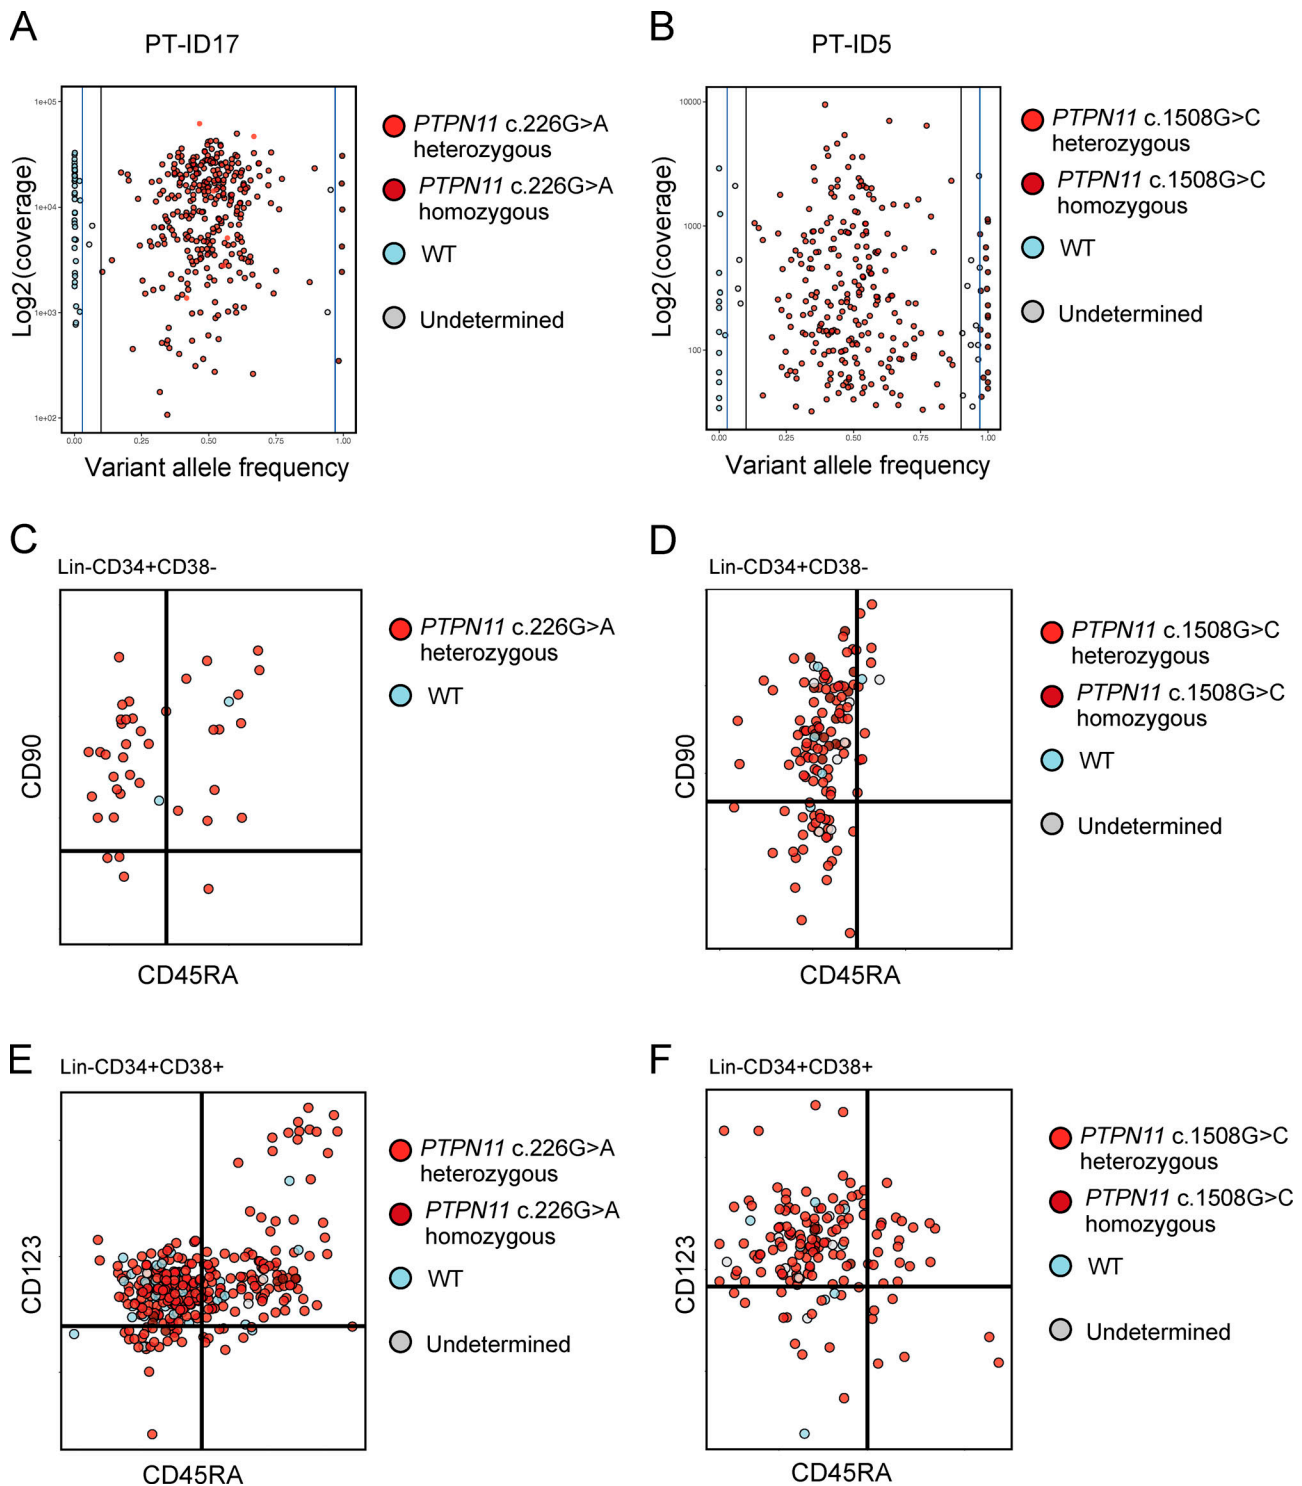 A
PT-ID17
1e+05
1e+04
1e+03
1e+02
Log2(coverage)
0.00
0.25
0.50
0.75
1.00
Variant allele frequency
PTPN11 c.226G>A
heterozygous
PTPN11 c.226G>A
homozygous
WT
Undetermined
B
PT-ID5
10000
1000
100
Log2(coverage)
0.00
0.25
0.50
0.75
1.00
Variant allele frequency
PTPN11 c.1508G>C
heterozygous
PTPN11 c.1508G>C
homozygous
WT
Undetermined
C
Lin-CD34+CD38-
CD90
CD45RA
PTPN11 c.226G>A
heterozygous
WT
D
Lin-CD34+CD38-
CD90
CD45RA
PTPN11 c.1508G>C
heterozygous
PTPN11 c.1508G>C
homozygous
WT
Undetermined
E
Lin-CD34+CD38+
CD123
CD45RA
PTPN11 c.226G>A
heterozygous
PTPN11 c.226G>A
homozygous
WT
Undetermined
F
Lin-CD34+CD38+
CD123
CD45RA
PTPN11 c.1508G>C
heterozygous
PTPN11 c.1508G>C
homozygous
WT
Undetermined